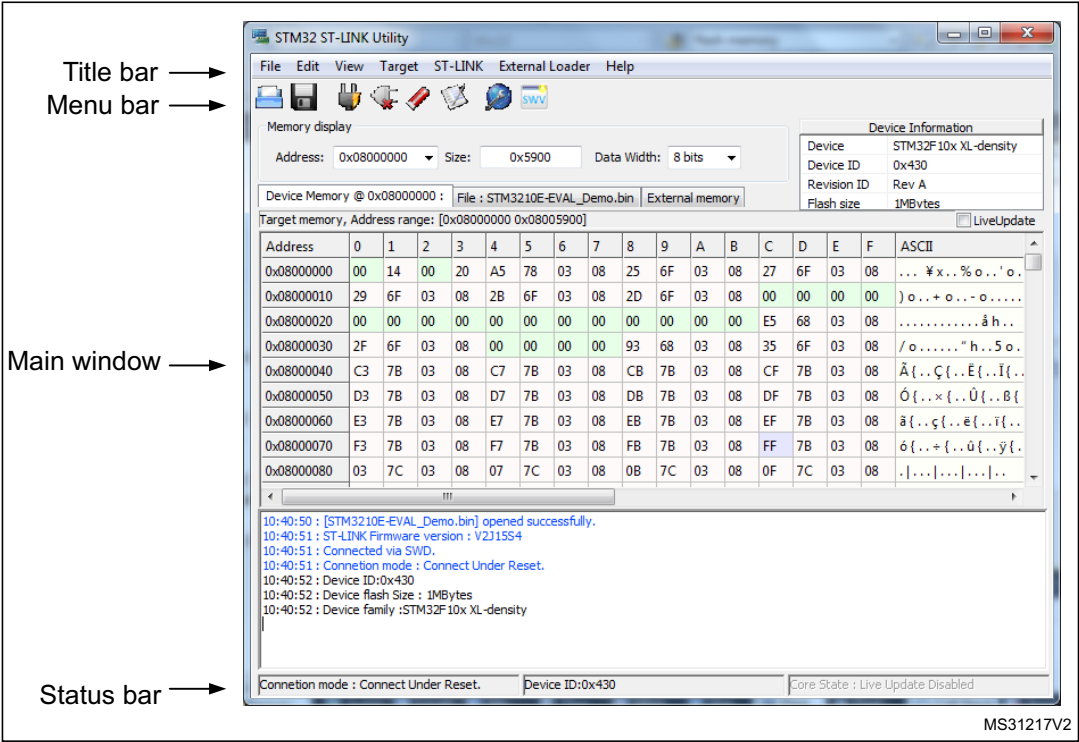 STM32 ST-LINK Utility
Title bar
File Edit View Target ST-LINK External Loader Help
Menu bar
SWV
Memory display
Address: 0x08000000 Size: 0x5900 Data Width: 8 bits
Device Information
Device STM32F10x XL-density
Device ID 0x430
Revision ID Rev A
Flash size 1MBytes
Device Memory @ 0x08000000 : File : STM3210E-EVAL_Demo.bin External memory
Target memory, Address range: [0x08000000 0x08005900] LiveUpdate
Address 0 1 2 3 4 5 6 7 8 9 A B C D E F ASCII
0x08000000 00 14 00 20 A5 78 03 08 25 6F 03 08 27 6F 03 08 ... ¥x..%o..'o.
0x08000010 29 6F 03 08 2B 6F 03 08 2D 6F 03 08 00 00 00 00 )o..+o..-o.....
0x08000020 00 00 00 00 00 00 00 00 00 00 00 00 E5 68 03 08 ............åh..
0x08000030 2F 6F 03 08 00 00 00 00 93 68 03 08 35 6F 03 08 /o......"h..5o.
0x08000040 C3 7B 03 08 C7 7B 03 08 CB 7B 03 08 CF 7B 03 08 Ã{..Ç{..Ë{..Ï{..
0x08000050 D3 7B 03 08 D7 7B 03 08 DB 7B 03 08 DF 7B 03 08 Ó{..×{..Û{..ß{
0x08000060 E3 7B 03 08 E7 7B 03 08 EB 7B 03 08 EF 7B 03 08 ã{..ç{..ë{..ï{..
0x08000070 F3 7B 03 08 F7 7B 03 08 FB 7B 03 08 FF 7B 03 08 ó{..÷{..û{..ÿ{.
0x08000080 03 7C 03 08 07 7C 03 08 0B 7C 03 08 0F 7C 03 08 .|...|...|...|..
Main window
10:40:50 : [STM3210E-EVAL_Demo.bin] opened successfully.
10:40:51 : ST-LINK Firmware version : V2J15S4
10:40:51 : Connected via SWD.
10:40:51 : Connetion mode : Connect Under Reset.
10:40:52 : Device ID:0x430
10:40:52 : Device flash Size : 1MBytes
10:40:52 : Device family :STM32F10x XL-density
Connetion mode : Connect Under Reset. Device ID:0x430 Core State : Live Update Disabled
Status bar
MS31217V2